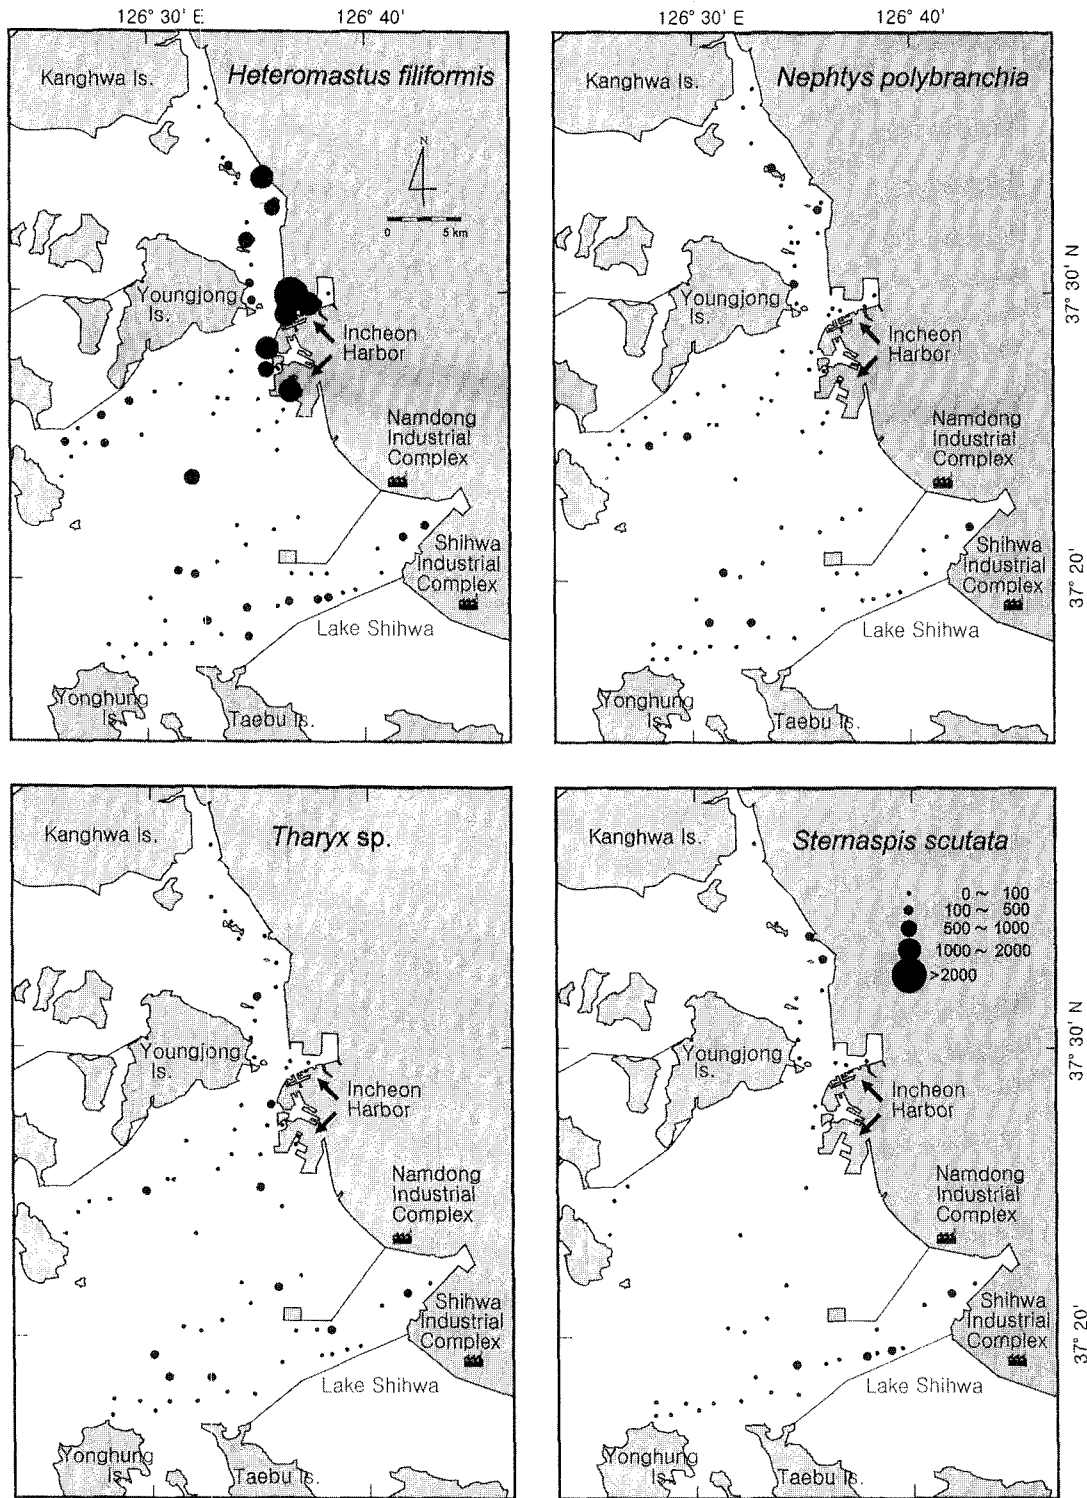 126° 30' E
126° 40'
126° 30' E
126° 40'
Kanghwa Is.
Heteromastus filiformis
N
0 5 km
Youngjong
Is.
Incheon
Harbor
Namdong
Industrial
Complex
Shihwa
Industrial
Complex
Lake Shihwa
Yonghung
Is.
Taebu Is.
Kanghwa Is.
Nephtys polybranchia
Youngjong
Is.
Incheon
Harbor
Namdong
Industrial
Complex
Shihwa
Industrial
Complex
Lake Shihwa
Yonghung
Is.
Taebu Is.
37° 30' N
37° 20'
Kanghwa Is.
Tharyx sp.
Youngjong
Is.
Incheon
Harbor
Namdong
Industrial
Complex
Shihwa
Industrial
Complex
Lake Shihwa
Yonghung
Is.
Taebu Is.
Kanghwa Is.
Sternaspis scutata
0 ~ 100
100 ~ 500
500 ~ 1000
1000 ~ 2000
>2000
Youngjong
Is.
Incheon
Harbor
Namdong
Industrial
Complex
Shihwa
Industrial
Complex
Lake Shihwa
Yonghung
Is.
Taebu Is.
37° 30' N
37° 20'